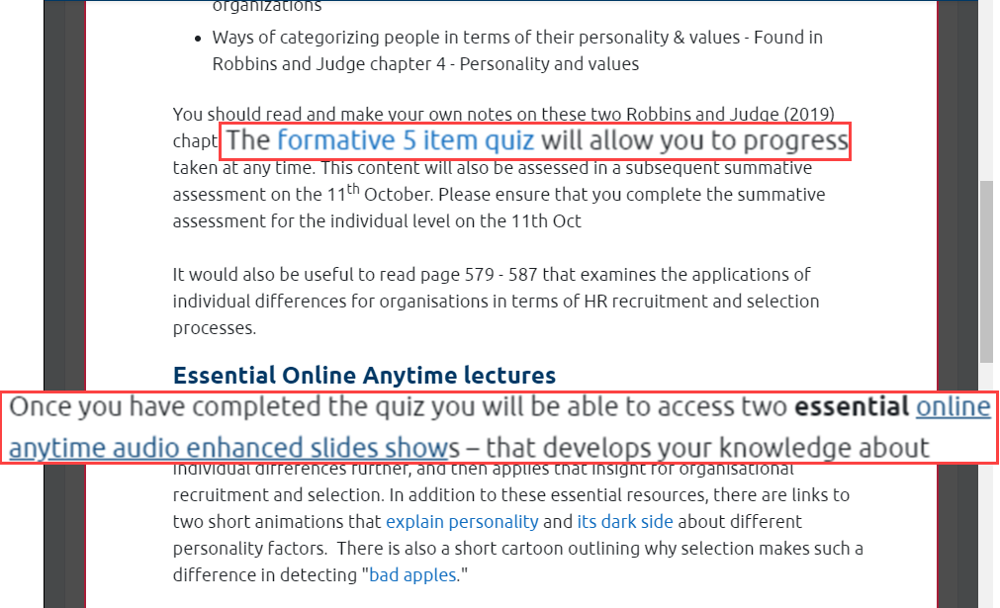 organizations
Ways of categorizing people in terms of their personality & values - Found in
Robbins and Judge chapter 4 - Personality and values
You should read and make your own notes on these two Robbins and Judge (2019)
chapt The formative 5 item quiz will allow you to progress
taken at any time. This content will also be assessed in a subsequent summative
assessment on the 11th October. Please ensure that you complete the summative
assessment for the individual level on the 11th Oct
It would also be useful to read page 579 - 587 that examines the applications of
individual differences for organisations in terms of HR recruitment and selection
processes.
Essential Online Anytime lectures
Once you have completed the quiz you will be able to access two essential online
anytime audio enhanced slides shows – that develops your knowledge about
individual differences further, and then applies that insight for organisational
recruitment and selection. In addition to these essential resources, there are links to
two short animations that explain personality and its dark side about different
personality factors. There is also a short cartoon outlining why selection makes such a
difference in detecting "bad apples."